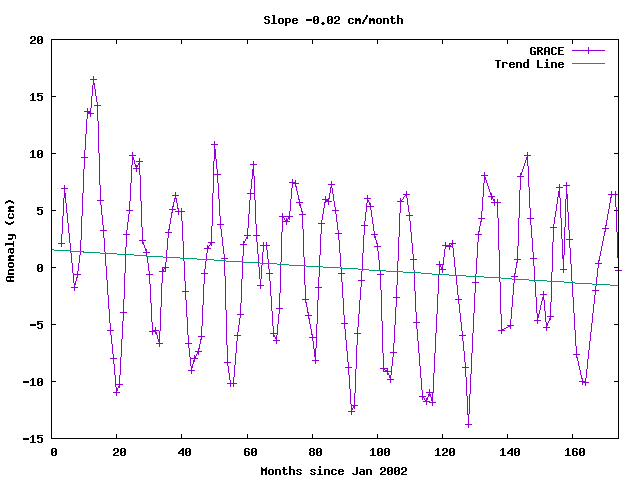 Slope -0.02 cm/month
20
GRACE
Trend Line
15
10
5
0
-5
-10
-15
Anomaly (cm)
0 20 40 60 80 100 120 140 160
Months since Jan 2002